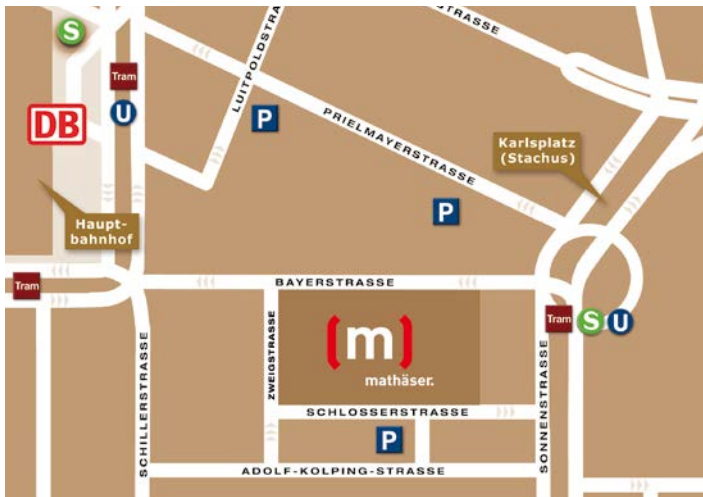 S
STRASSE
Tram
U
DB
LUITPOLDSTRA
P
PRIELMAYERSTRASSE
Karlsplatz
(Stachus)
P
Haupt-
bahnhof
Tram
BAYERSTRASSE
Tram
S
U
ZWEIGSTRASSE
(m)
mathäser.
SCHILLERSTRASSE
SCHLOSSERSTRASSE
SONNENSTRASSE
P
ADOLF-KOLPING-STRASSE